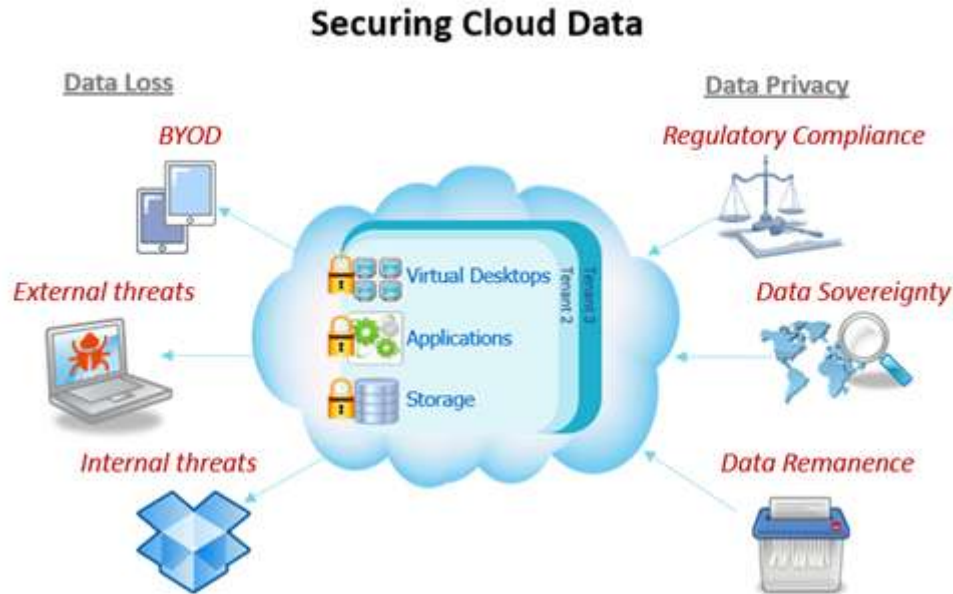 Securing Cloud Data
Data Loss
Data Privacy
BYOD
Regulatory Compliance
External threats
Data Sovereignty
Internal threats
Data Remanence
Virtual Desktops
Applications
Storage
Tenant 2
Tenant 3